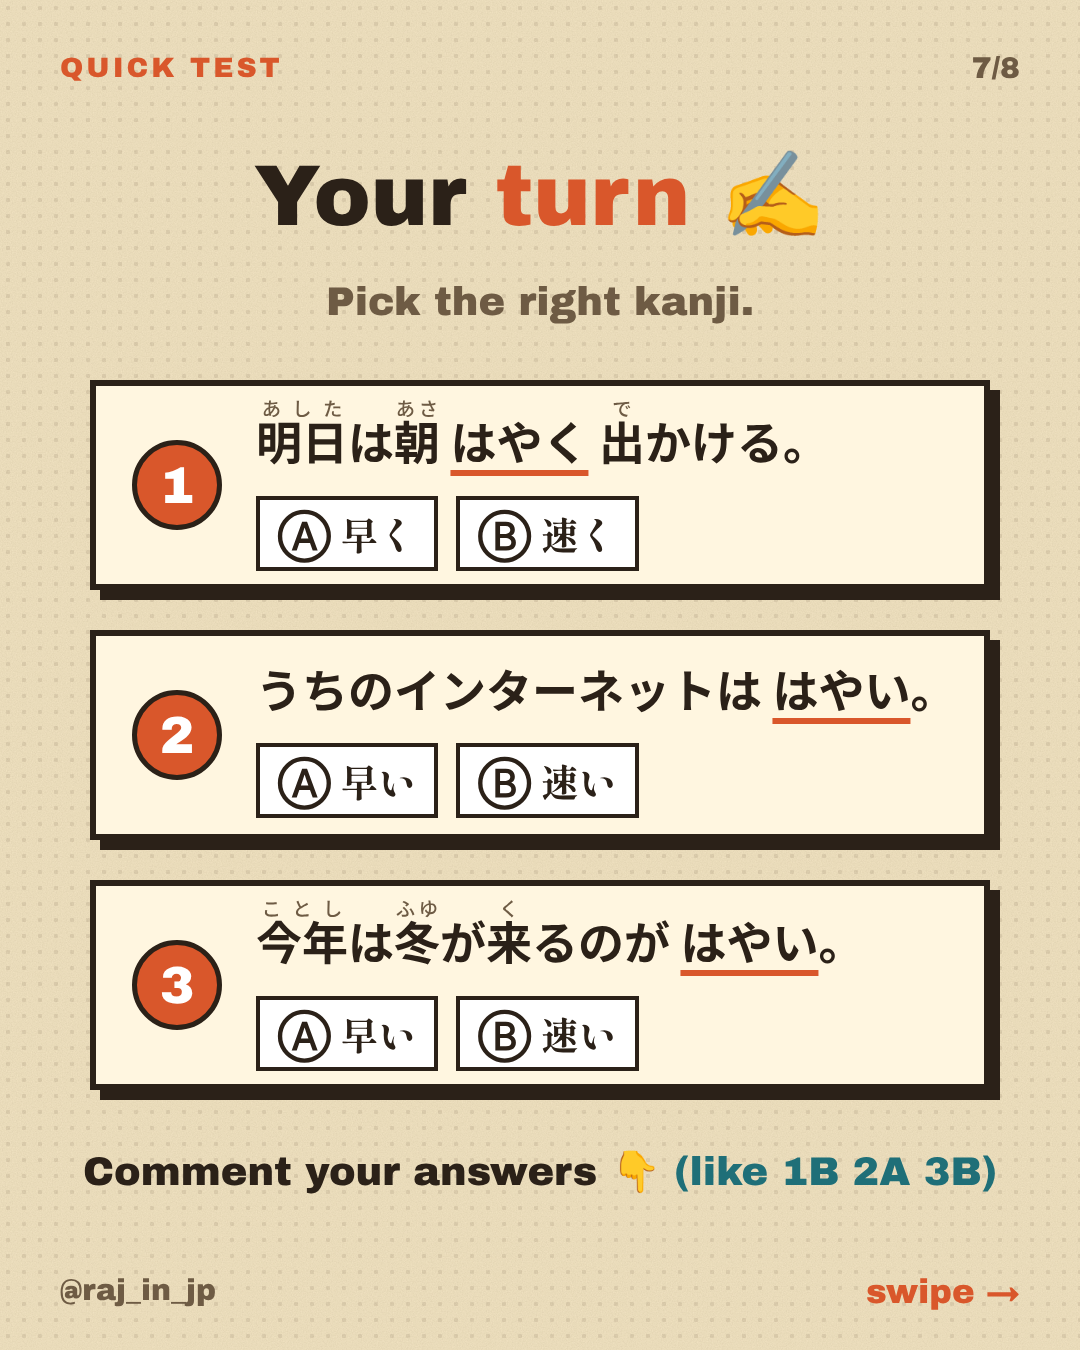 QUICK TEST
7/8
Your turn ✍️
Pick the right kanji.
1
あした あさ で
明日は朝 はやく 出かける。
Ⓐ 早く Ⓑ 速く
2
うちのインターネットは はやい。
Ⓐ 早い Ⓑ 速い
3
ことし ふゆ く
今年は冬が来るのが はやい。
Ⓐ 早い Ⓑ 速い
Comment your answers 👇 (like 1B 2A 3B)
@raj_in_jp
swipe →